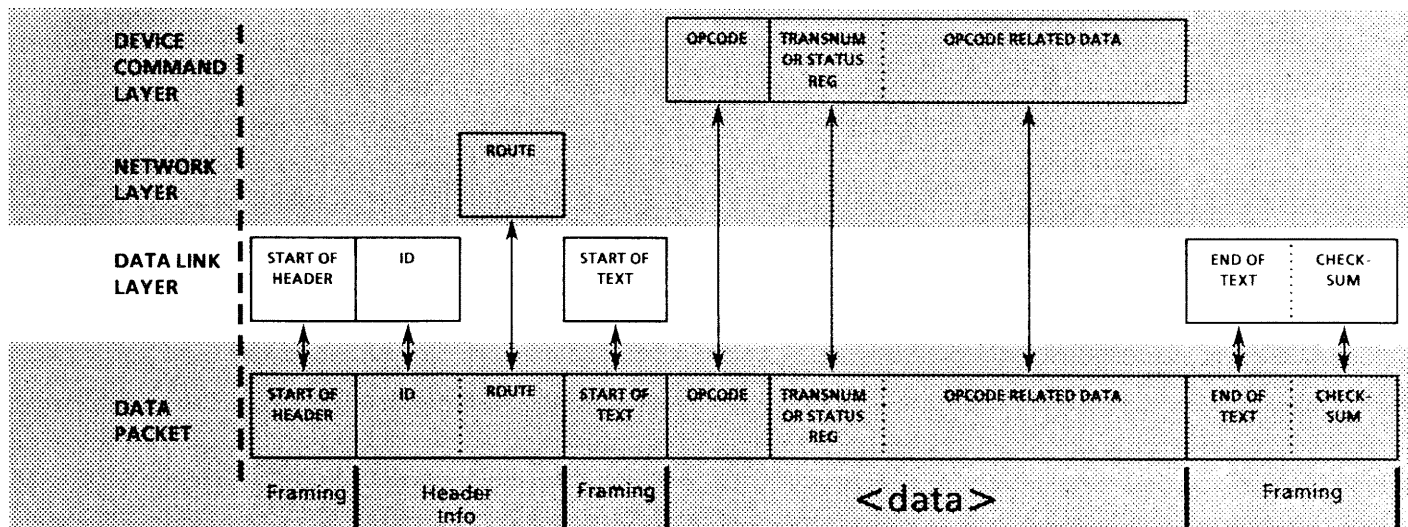 DEVICE
COMMAND
LAYER
OPCODE
TRANSNUM
OR STATUS
REG
OPCODE RELATED DATA
NETWORK
LAYER
ROUTE
DATA LINK
LAYER
START OF
HEADER
ID
START OF
TEXT
END OF
TEXT
CHECK-
SUM
DATA
PACKET
START OF
HEADER
ID
ROUTE
START OF
TEXT
OPCODE
TRANSNUM
OR STATUS
REG
OPCODE RELATED DATA
END OF
TEXT
CHECK-
SUM
Framing
Header
Info
Framing
<data>
Framing